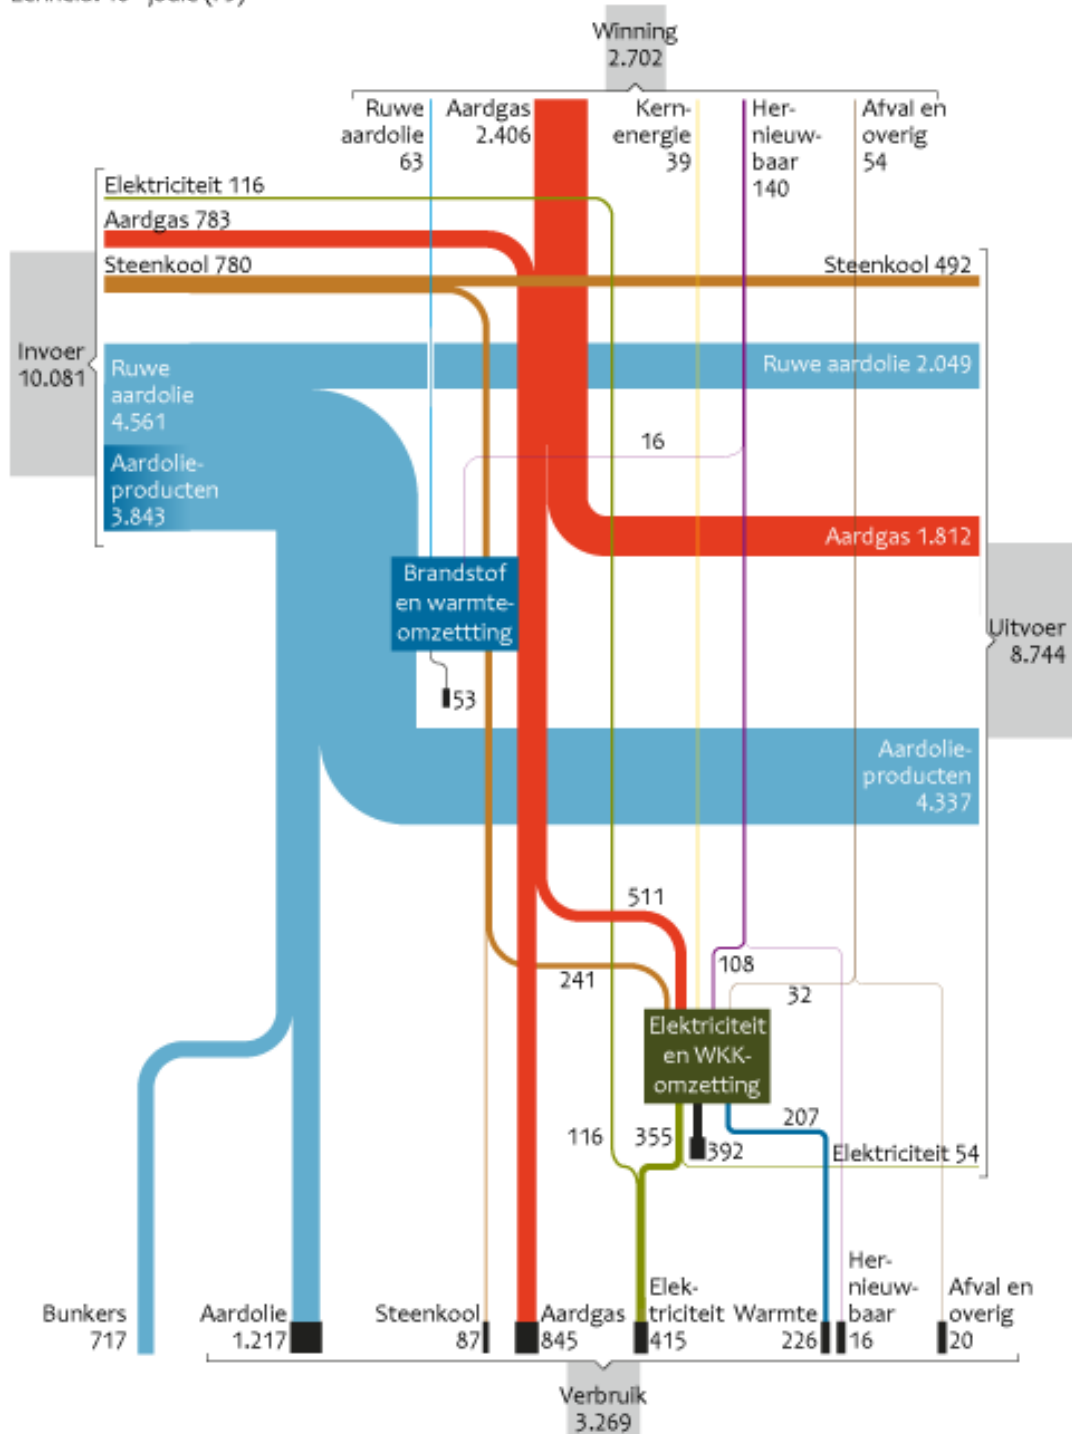 Winning
2.702
Ruwe
aardolie
63
Aardgas
2.406
Kern-
energie
39
Her-
nieuw-
baar
140
Afval en
overig
54
Elektriciteit 116
Aardgas 783
Steenkool 780
Steenkool 492
Invoer
10.081
Ruwe
aardolie
4.561
Ruwe aardolie 2.049
16
Aardolie-
producten
3.843
Aardgas 1.812
Brandstof
en warmte-
omzettting
Uitvoer
8.744
53
Aardolie-
producten
4.337
511
241
108
32
Elektriciteit
en WKK-
omzetting
116
355
392
207
Elektriciteit 54
Bunkers
717
Aardolie
1.217
Steenkool
87
Aardgas
845
Elek-
triciteit
415
Warmte
226
Her-
nieuw-
baar
16
Afval en
overig
20
Verbruik
3.269